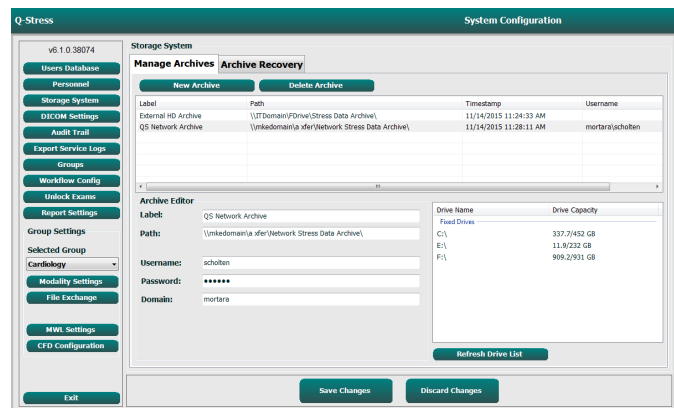 Q-Stress
System Configuration
v6.1.0.38074
Users Database
Personnel
Storage System
DICOM Settings
Audit Trail
Export Service Logs
Groups
Workflow Config
Unlock Exams
Report Settings
Group Settings
Selected Group
Cardiology
Modality Settings
File Exchange
MWL Settings
CFD Configuration
Exit
Storage System
Manage Archives Archive Recovery
New Archive Delete Archive
Label Path Timestamp Username
External HD Archive \\ITDomain\FDrive\Stress Data Archive\ 11/14/2015 11:24:33 AM
QS Network Archive \\mkedomain\a xfer\Network Stress Data Archive\ 11/14/2015 11:28:11 AM mortara\scholten
Archive Editor
Label: QS Network Archive
Path: \\mkedomain\a xfer\Network Stress Data Archive\
Username: scholten
Password: ●●●●●●
Domain: mortara
Drive Name Drive Capacity
Fixed Drives
C:\ 337.7/452 GB
E:\ 11.9/232 GB
F:\ 909.2/931 GB
Refresh Drive List
Save Changes Discard Changes